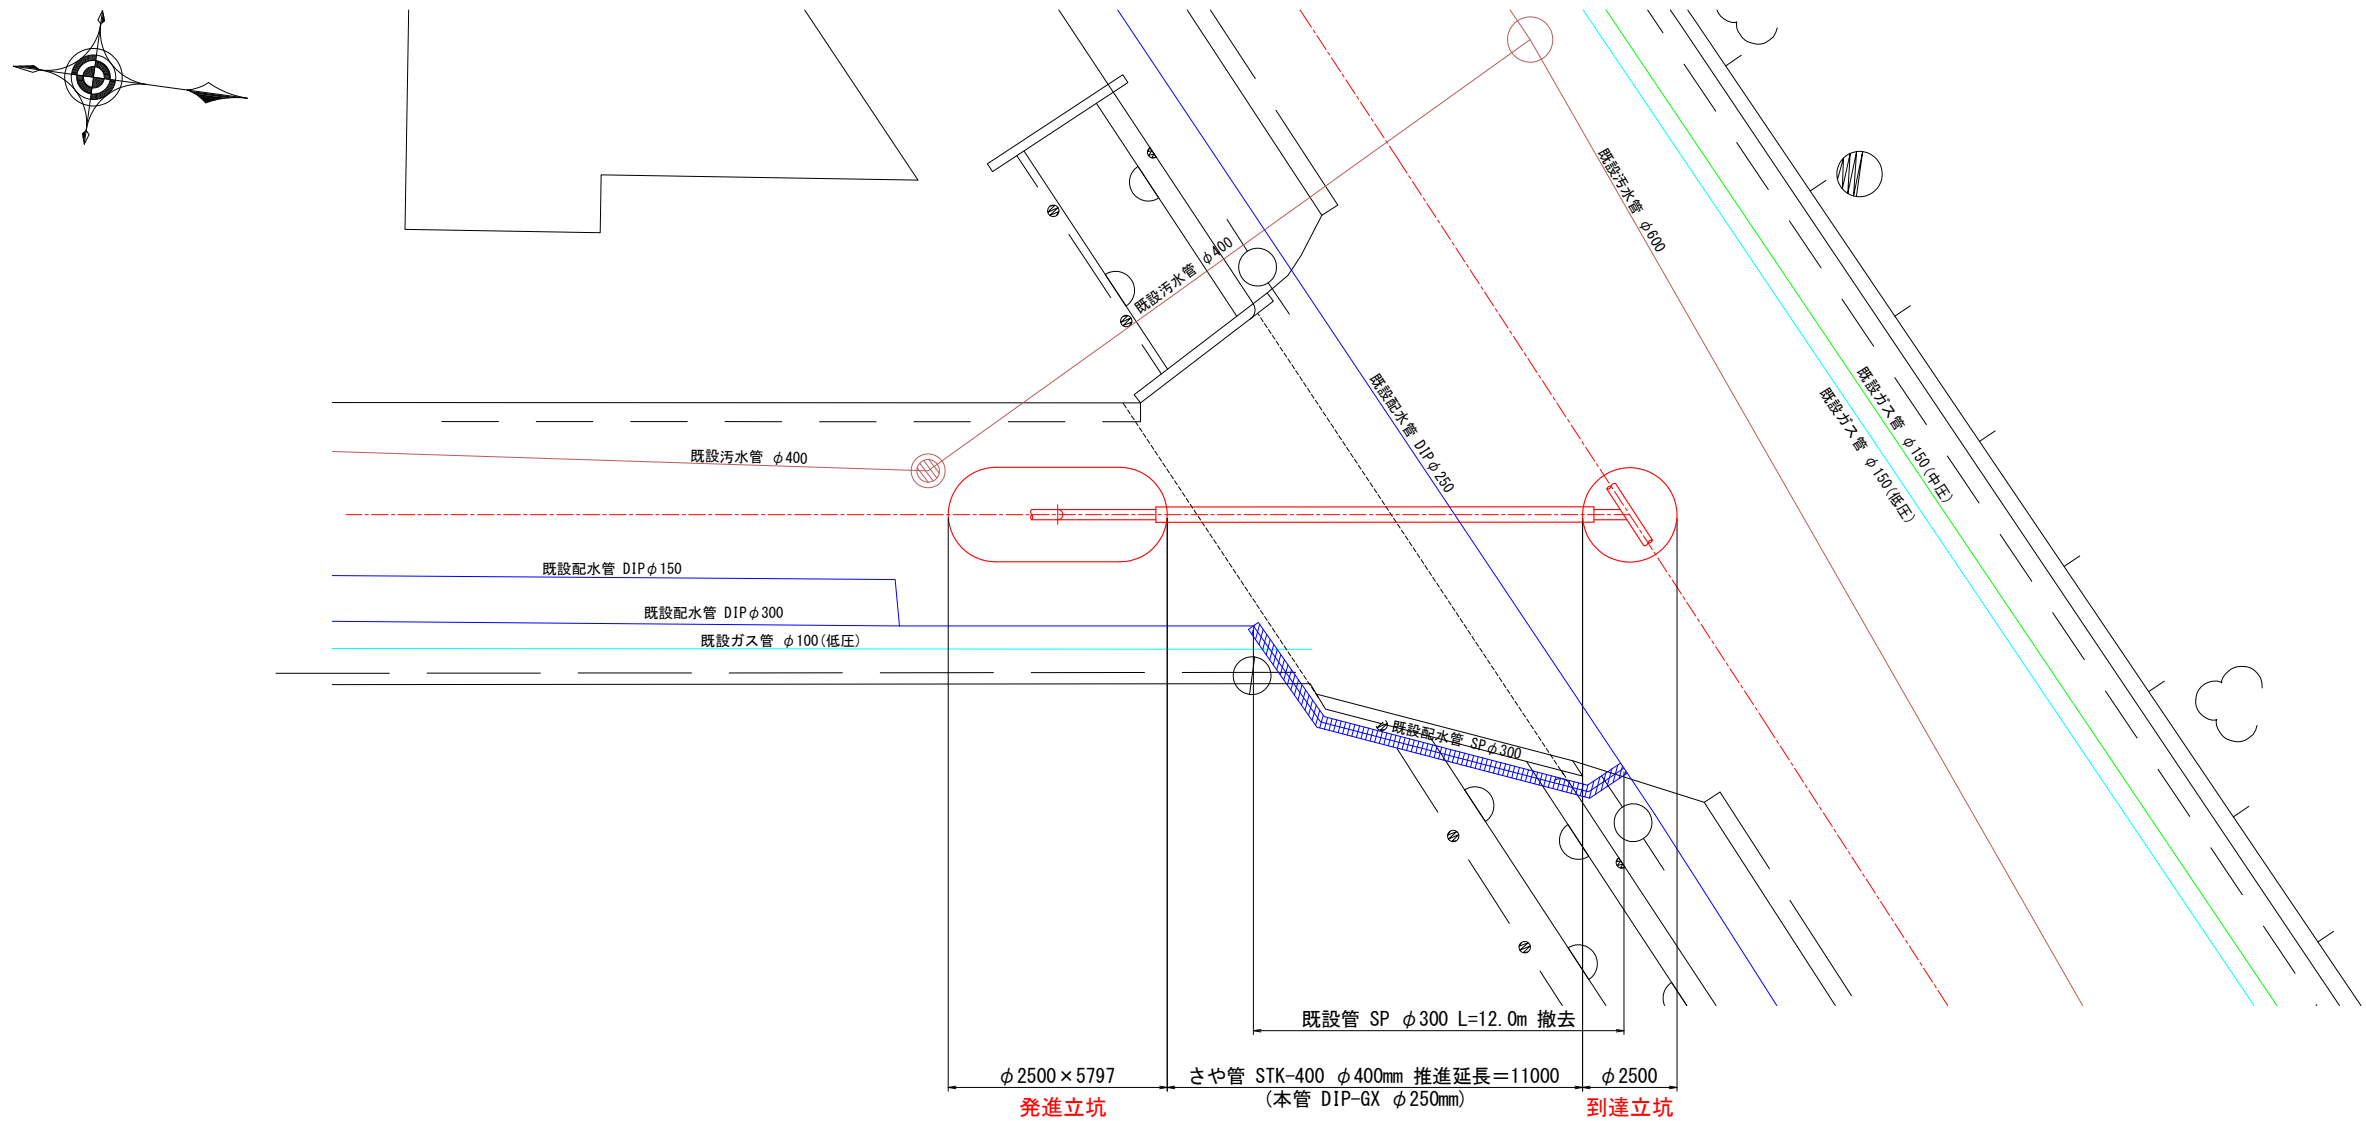 既設汚水管 φ600
既設汚水管 φ400
既設配水管 DIPφ250
既設ガス管 φ150(中圧)
既設ガス管 φ150(低圧)
既設汚水管 φ400
既設配水管 DIPφ150
既設配水管 DIPφ300
既設ガス管 φ100(低圧)
既設配水管 SPφ300
既設管 SP φ300 L=12.0m 撤去
φ2500×5797
さや管 STK-400 φ400mm 推進延長=11000
φ2500
(本管 DIP-GX φ250mm)
発進立坑
到達立坑